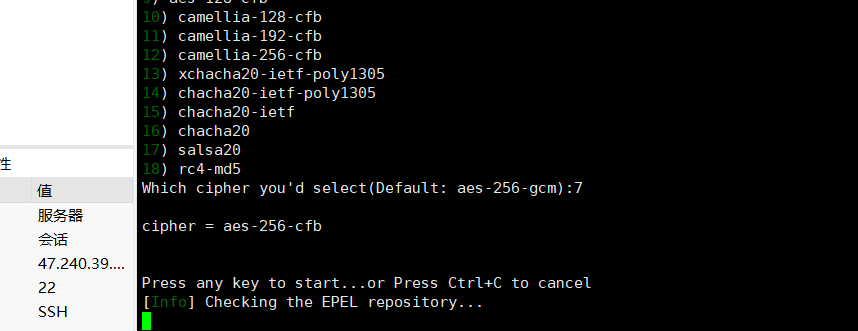 性
值
服务器
会话
47.240.39....
22
SSH
9) aes-128-cfb
10) camellia-128-cfb
11) camellia-192-cfb
12) camellia-256-cfb
13) xchacha20-ietf-poly1305
14) chacha20-ietf-poly1305
15) chacha20-ietf
16) chacha20
17) salsa20
18) rc4-md5
Which cipher you'd select(Default: aes-256-gcm):7
cipher = aes-256-cfb
Press any key to start...or Press Ctrl+C to cancel
[Info] Checking the EPEL repository...